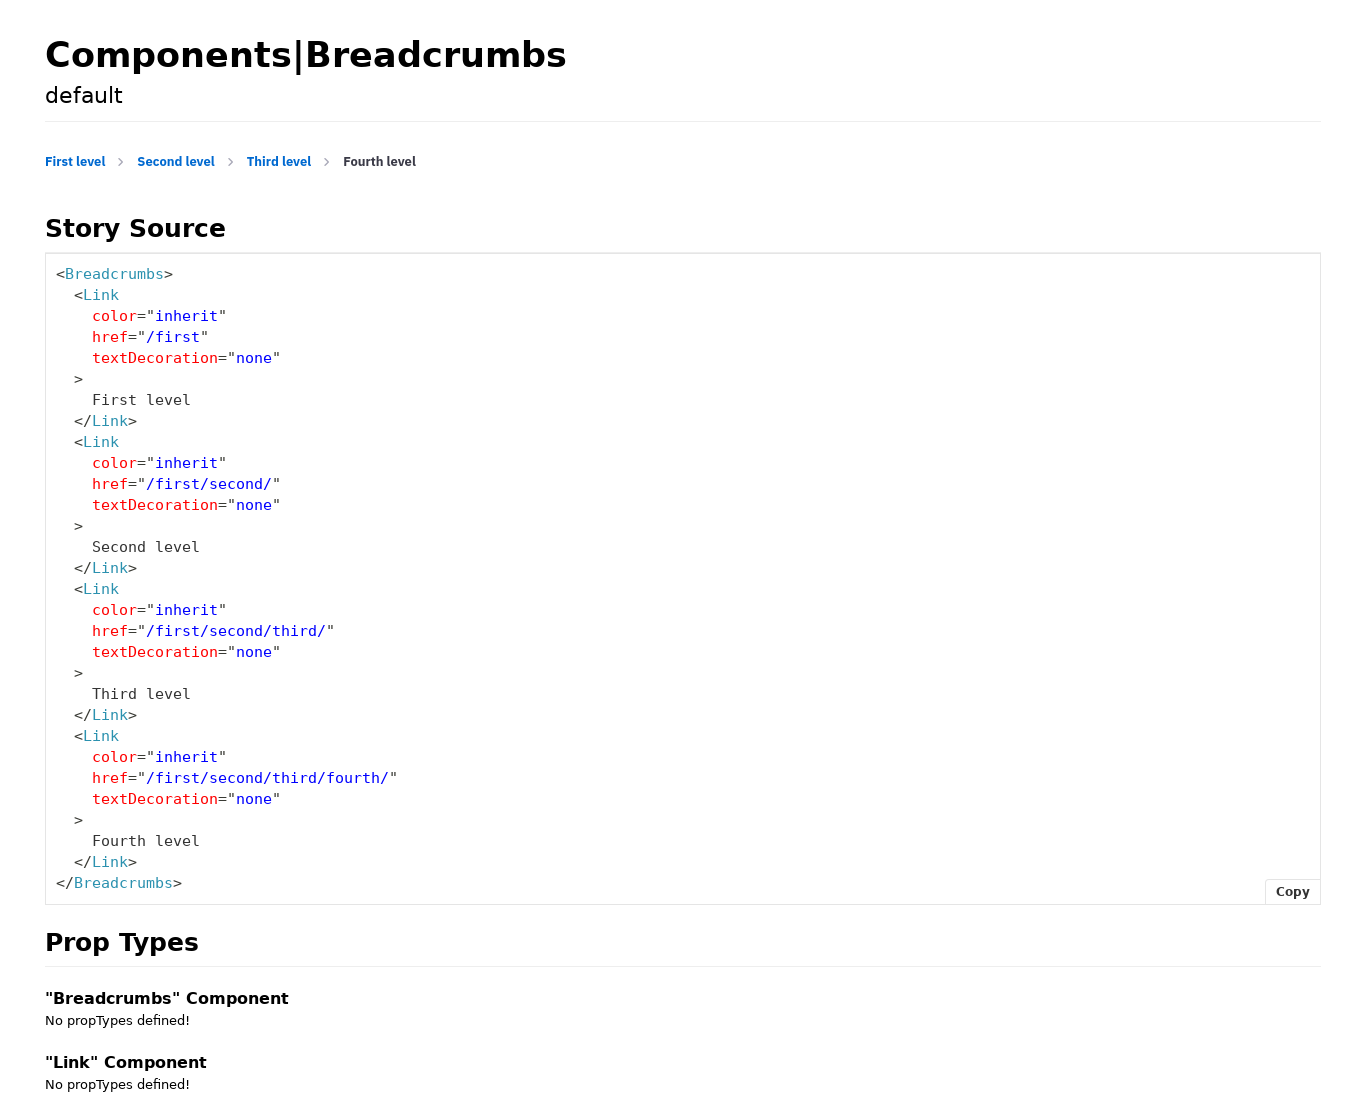 Components|Breadcrumbs
default
First level > Second level > Third level > Fourth level
Story Source
<Breadcrumbs>
  <Link
    color="inherit"
    href="/first"
    textDecoration="none"
  >
    First level
  </Link>
  <Link
    color="inherit"
    href="/first/second/"
    textDecoration="none"
  >
    Second level
  </Link>
  <Link
    color="inherit"
    href="/first/second/third/"
    textDecoration="none"
  >
    Third level
  </Link>
  <Link
    color="inherit"
    href="/first/second/third/fourth/"
    textDecoration="none"
  >
    Fourth level
  </Link>
</Breadcrumbs>
Copy
Prop Types
"Breadcrumbs" Component
No propTypes defined!
"Link" Component
No propTypes defined!